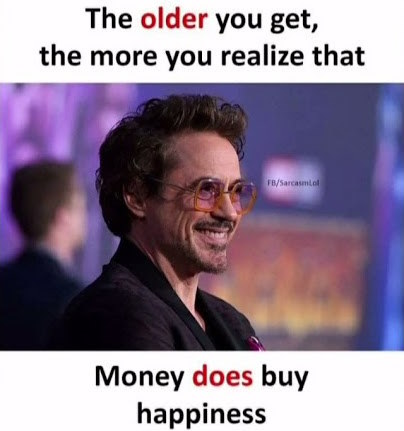 The older you get,
the more you realize that
FB/SarcasmLol
Money does buy
happiness